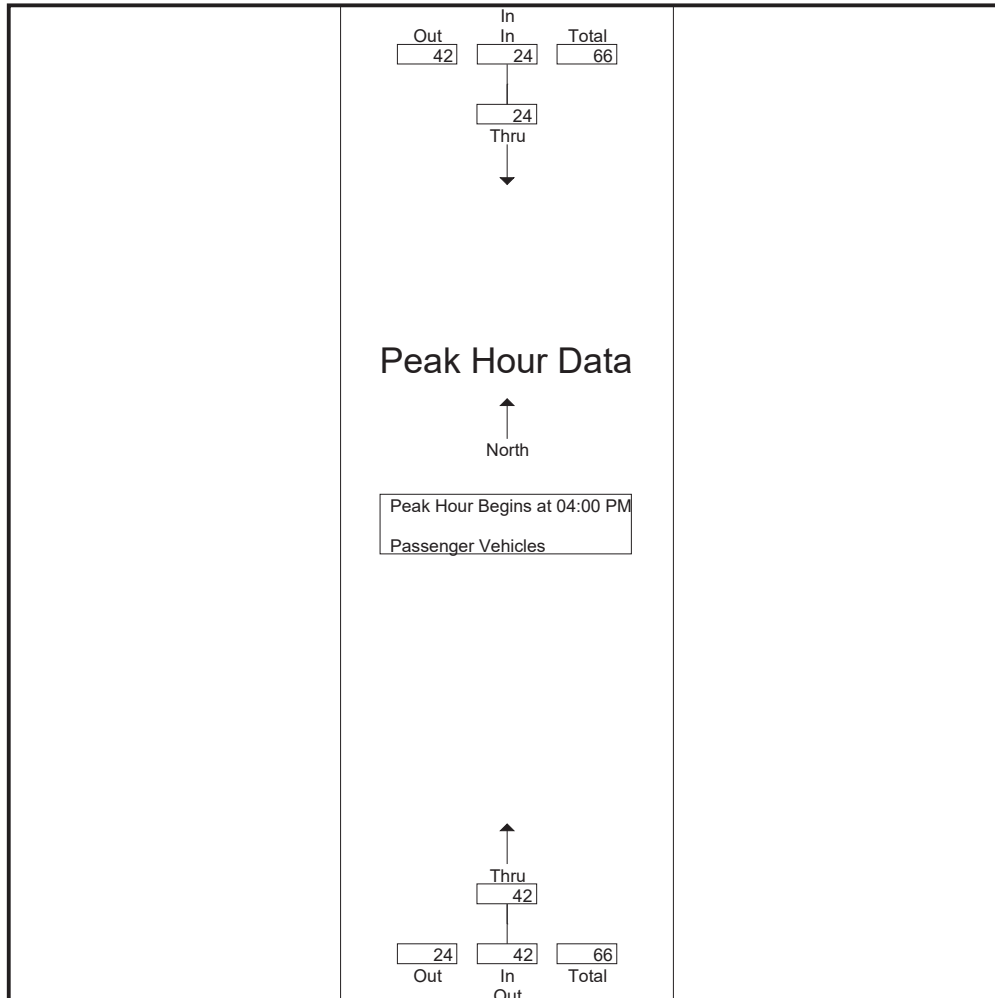 In
Out In Total
42 24 66
24
Thru
Peak Hour Data
North
Peak Hour Begins at 04:00 PM
Passenger Vehicles
Thru
42
24 42 66
Out In Total
Out